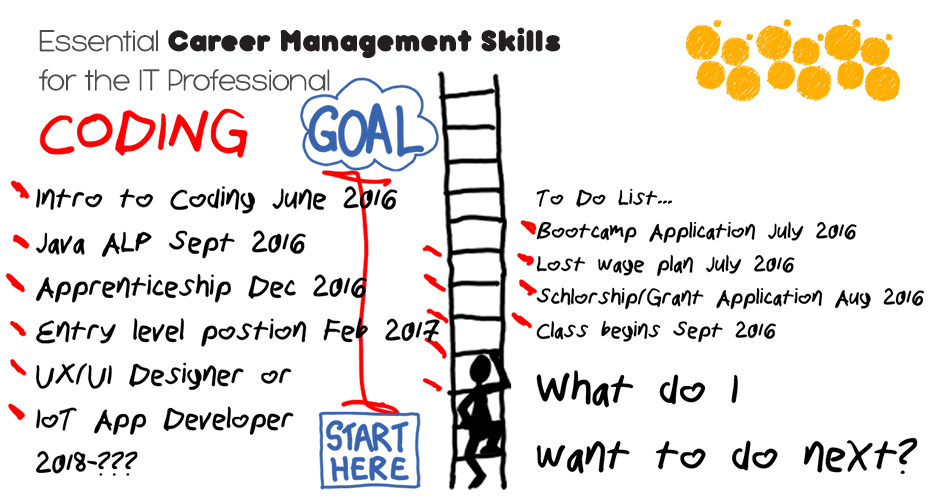 Essential Career Management Skills
for the IT Professional
CODING
GOAL
Intro to Coding June 2016
Java ALP Sept 2016
Apprenticeship Dec 2016
Entry level postion Feb 2017
UX/UI Designer or
IoT App Developer
2018-???
START
HERE
To Do List...
Bootcamp Application July 2016
Lost wage plan July 2016
Schlorship/Grant Application Aug 2016
Class begins Sept 2016
What do I
want to do next?